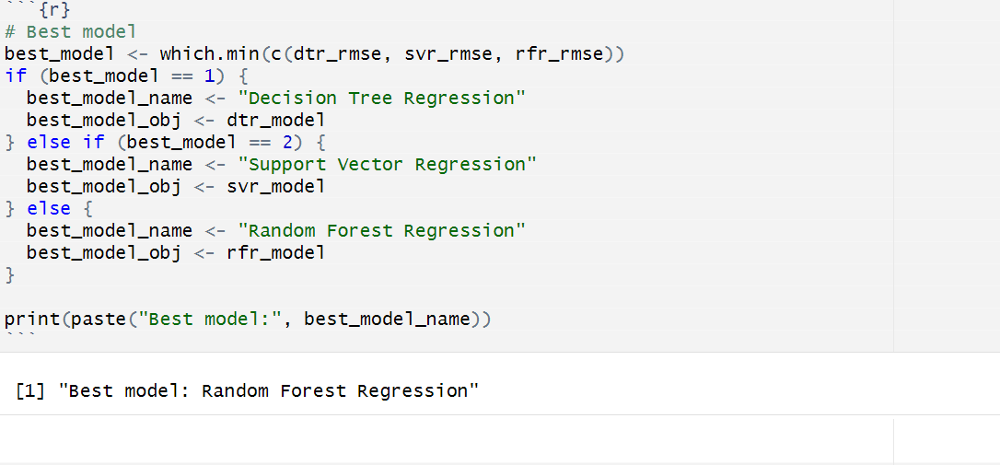 ```{r}
# Best model
best_model <- which.min(c(dtr_rmse, svr_rmse, rfr_rmse))
if (best_model == 1) {
  best_model_name <- "Decision Tree Regression"
  best_model_obj <- dtr_model
} else if (best_model == 2) {
  best_model_name <- "Support Vector Regression"
  best_model_obj <- svr_model
} else {
  best_model_name <- "Random Forest Regression"
  best_model_obj <- rfr_model
}

print(paste("Best model:", best_model_name))
```
[1] "Best model: Random Forest Regression"